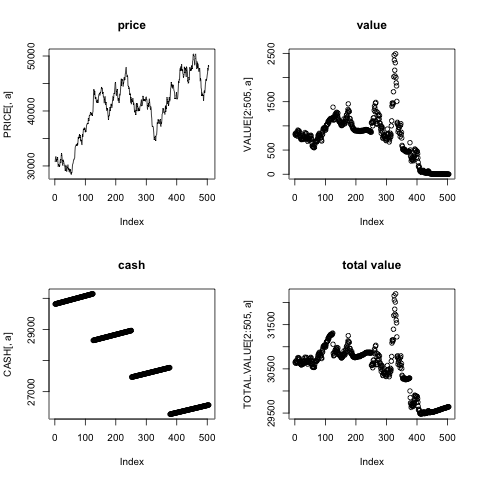 price
PRICE[, a]
30000 40000 50000
0 100 200 300 400 500
Index
value
VALUE[2:505, a]
0 500 1500 2500
0 100 200 300 400 500
Index
cash
CASH[, a]
27000 29000
0 100 200 300 400 500
Index
total value
TOTAL.VALUE[2:505, a]
29500 30500 31500
0 100 200 300 400 500
Index